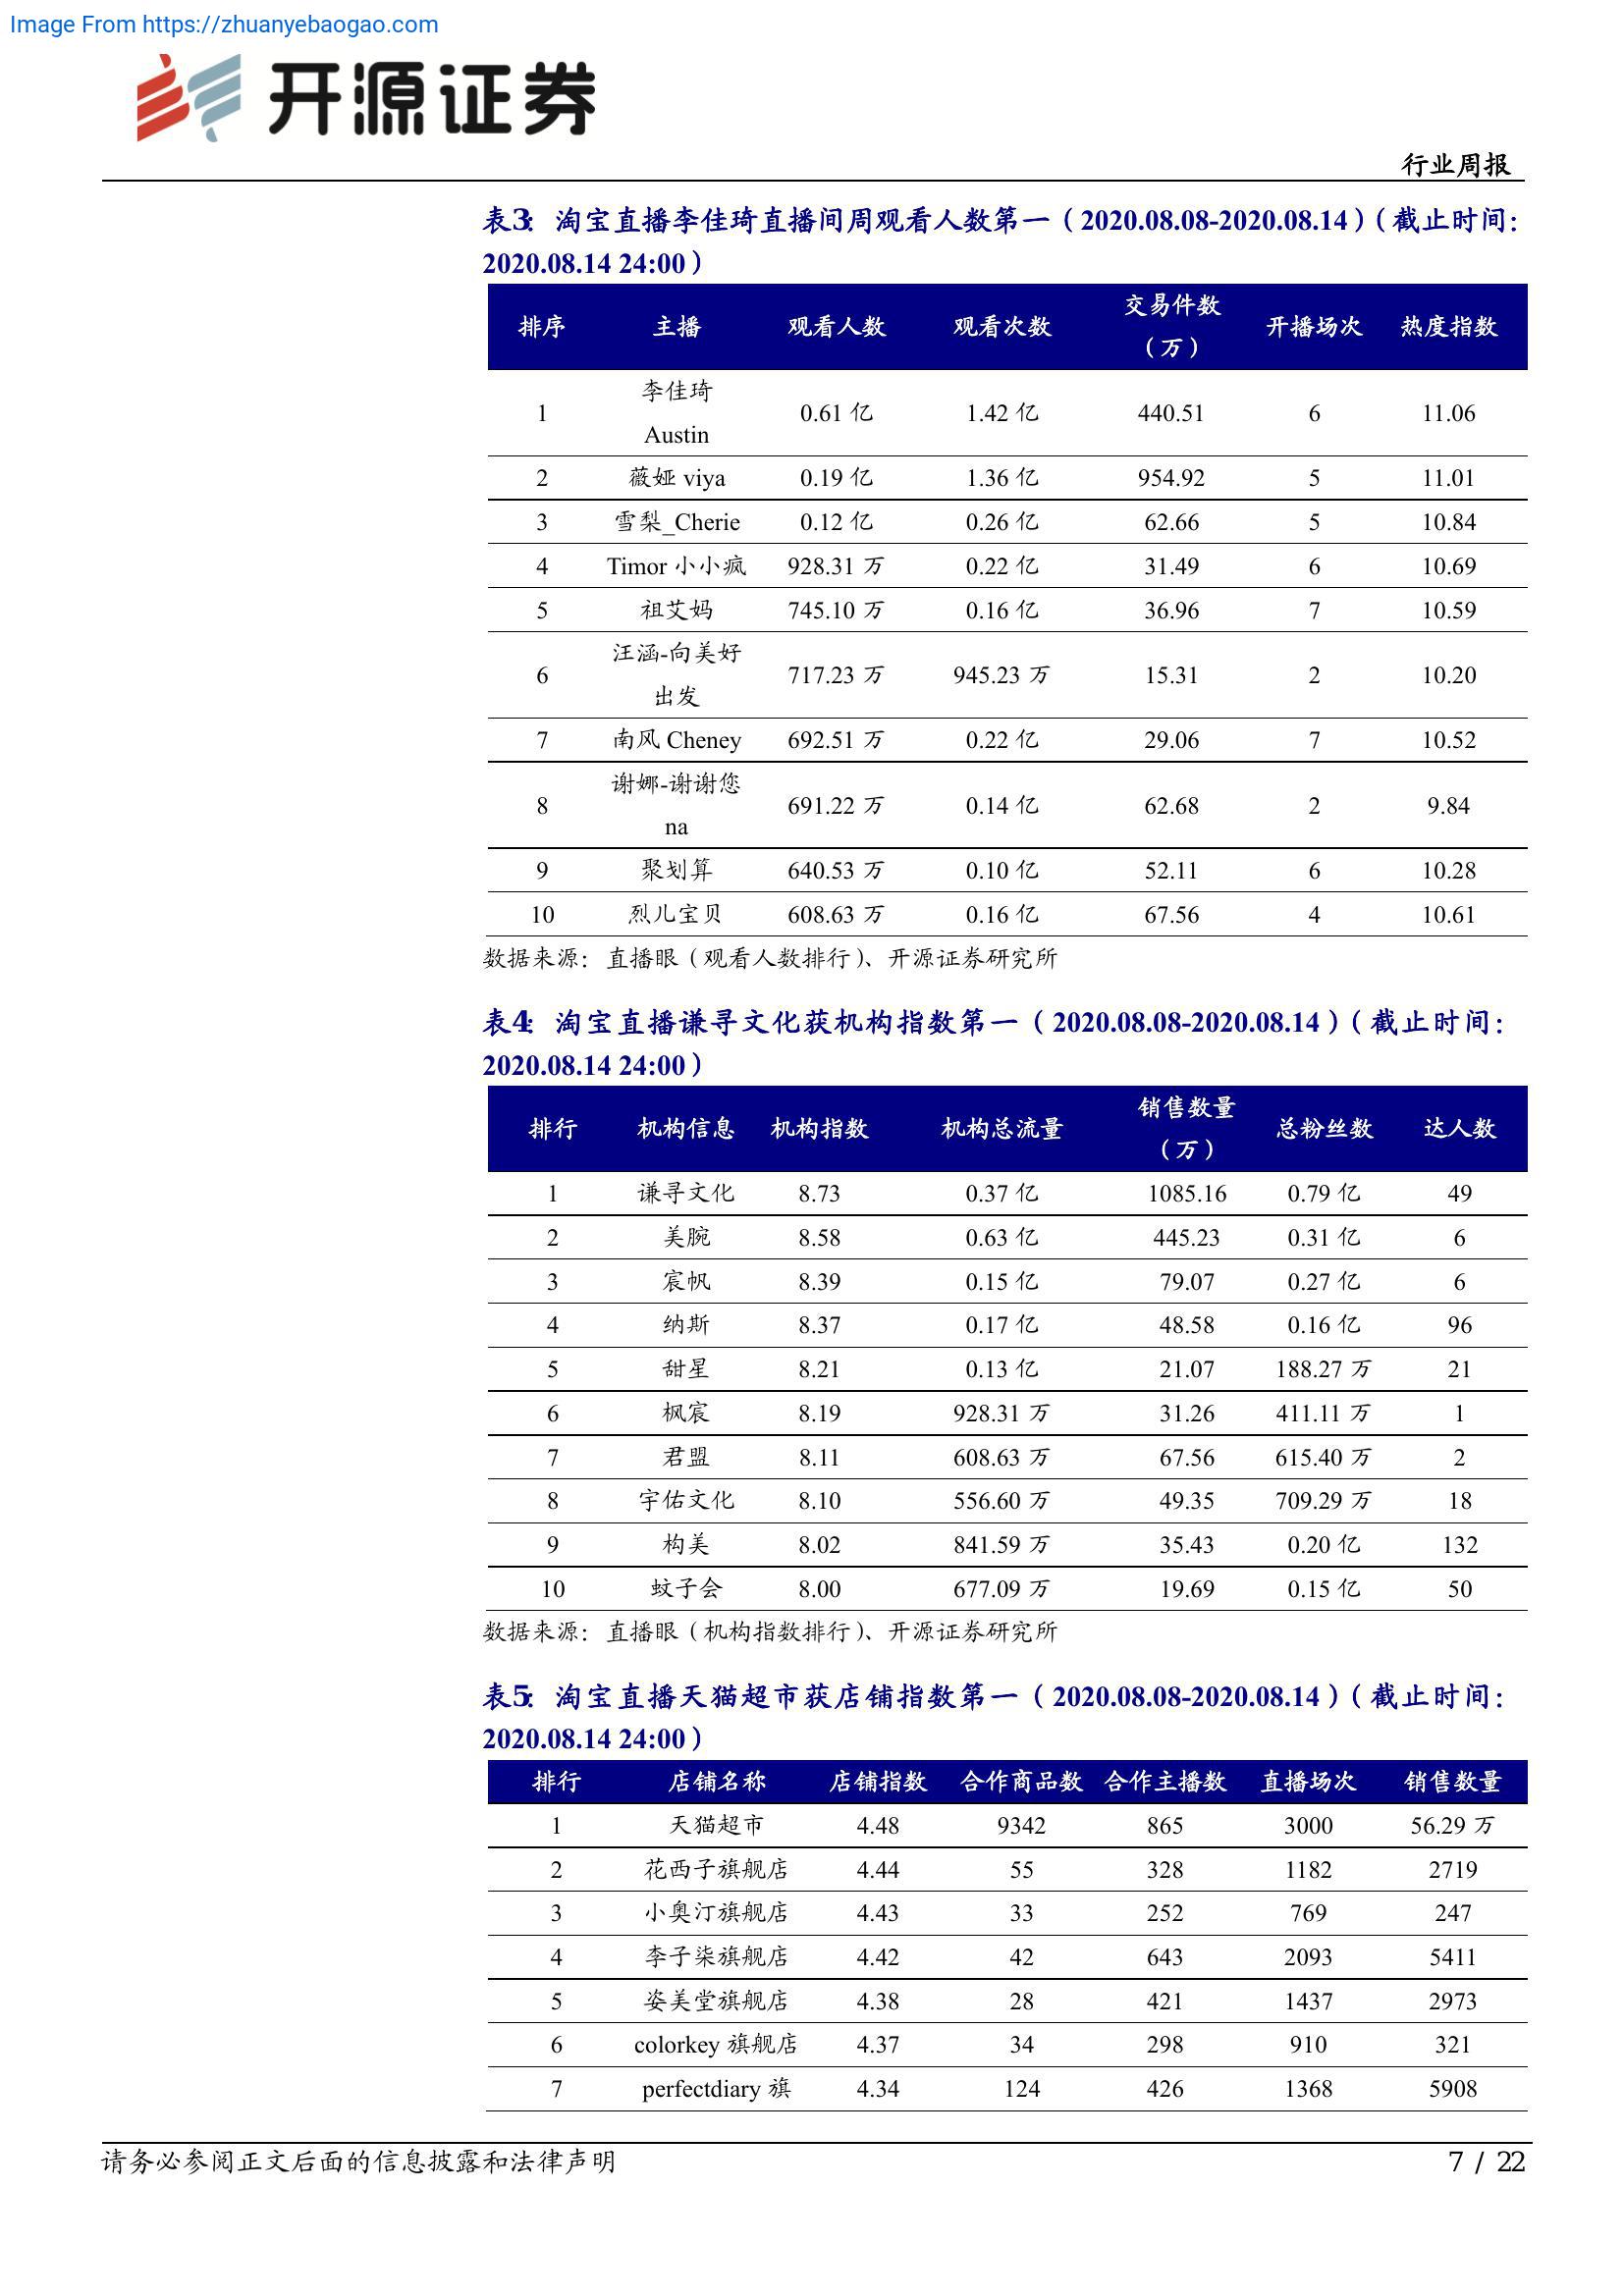 Image From https://zhuanyebaogao.com
开源证券
行业周报
表3：淘宝直播李佳琦直播间周观看人数第一（2020.08.08-2020.08.14）（截止时间：
2020.08.14 24:00）
排序 主播 观看人数 观看次数 交易件数（万） 开播场次 热度指数
1 李佳琦 Austin 0.61 亿 1.42 亿 440.51 6 11.06
2 薇娅 viya 0.19 亿 1.36 亿 954.92 5 11.01
3 雪梨_Cherie 0.12 亿 0.26 亿 62.66 5 10.84
4 Timor 小小疯 928.31 万 0.22 亿 31.49 6 10.69
5 祖艾妈 745.10 万 0.16 亿 36.96 7 10.59
6 汪涵-向美好出发 717.23 万 945.23 万 15.31 2 10.20
7 南风 Cheney 692.51 万 0.22 亿 29.06 7 10.52
8 谢娜-谢谢您na 691.22 万 0.14 亿 62.68 2 9.84
9 聚划算 640.53 万 0.10 亿 52.11 6 10.28
10 烈儿宝贝 608.63 万 0.16 亿 67.56 4 10.61
数据来源：直播眼（观看人数排行）、开源证券研究所
表4：淘宝直播谦寻文化获机构指数第一（2020.08.08-2020.08.14）（截止时间：
2020.08.14 24:00）
排行 机构信息 机构指数 机构总流量 销售数量（万） 总粉丝数 达人数
1 谦寻文化 8.73 0.37 亿 1085.16 0.79 亿 49
2 美腕 8.58 0.63 亿 445.23 0.31 亿 6
3 宸帆 8.39 0.15 亿 79.07 0.27 亿 6
4 纳斯 8.37 0.17 亿 48.58 0.16 亿 96
5 甜星 8.21 0.13 亿 21.07 188.27 万 21
6 枫宸 8.19 928.31 万 31.26 411.11 万 1
7 君盟 8.11 608.63 万 67.56 615.40 万 2
8 宇佑文化 8.10 556.60 万 49.35 709.29 万 18
9 构美 8.02 841.59 万 35.43 0.20 亿 132
10 蚊子会 8.00 677.09 万 19.69 0.15 亿 50
数据来源：直播眼（机构指数排行）、开源证券研究所
表5：淘宝直播天猫超市获店铺指数第一（2020.08.08-2020.08.14）（截止时间：
2020.08.14 24:00）
排行 店铺名称 店铺指数 合作商品数 合作主播数 直播场次 销售数量
1 天猫超市 4.48 9342 865 3000 56.29 万
2 花西子旗舰店 4.44 55 328 1182 2719
3 小奥汀旗舰店 4.43 33 252 769 247
4 李子柒旗舰店 4.42 42 643 2093 5411
5 姿美堂旗舰店 4.38 28 421 1437 2973
6 colorkey 旗舰店 4.37 34 298 910 321
7 perfectdiary 旗 4.34 124 426 1368 5908
请务必参阅正文后面的信息披露和法律声明
7 / 22